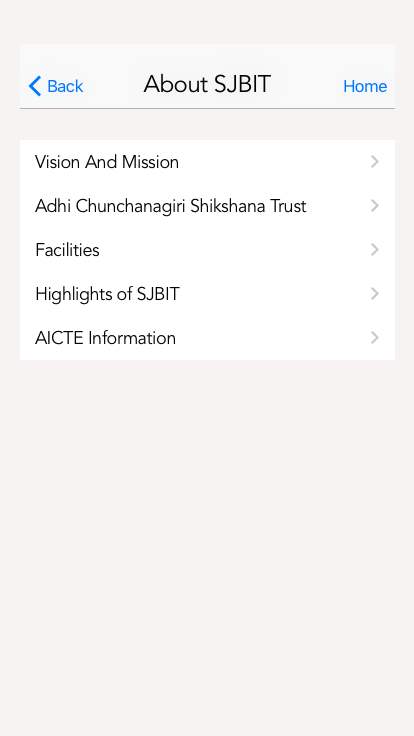 Back
About SJBIT
Home
Vision And Mission
Adhi Chunchanagiri Shikshana Trust
Facilities
Highlights of SJBIT
AICTE Information